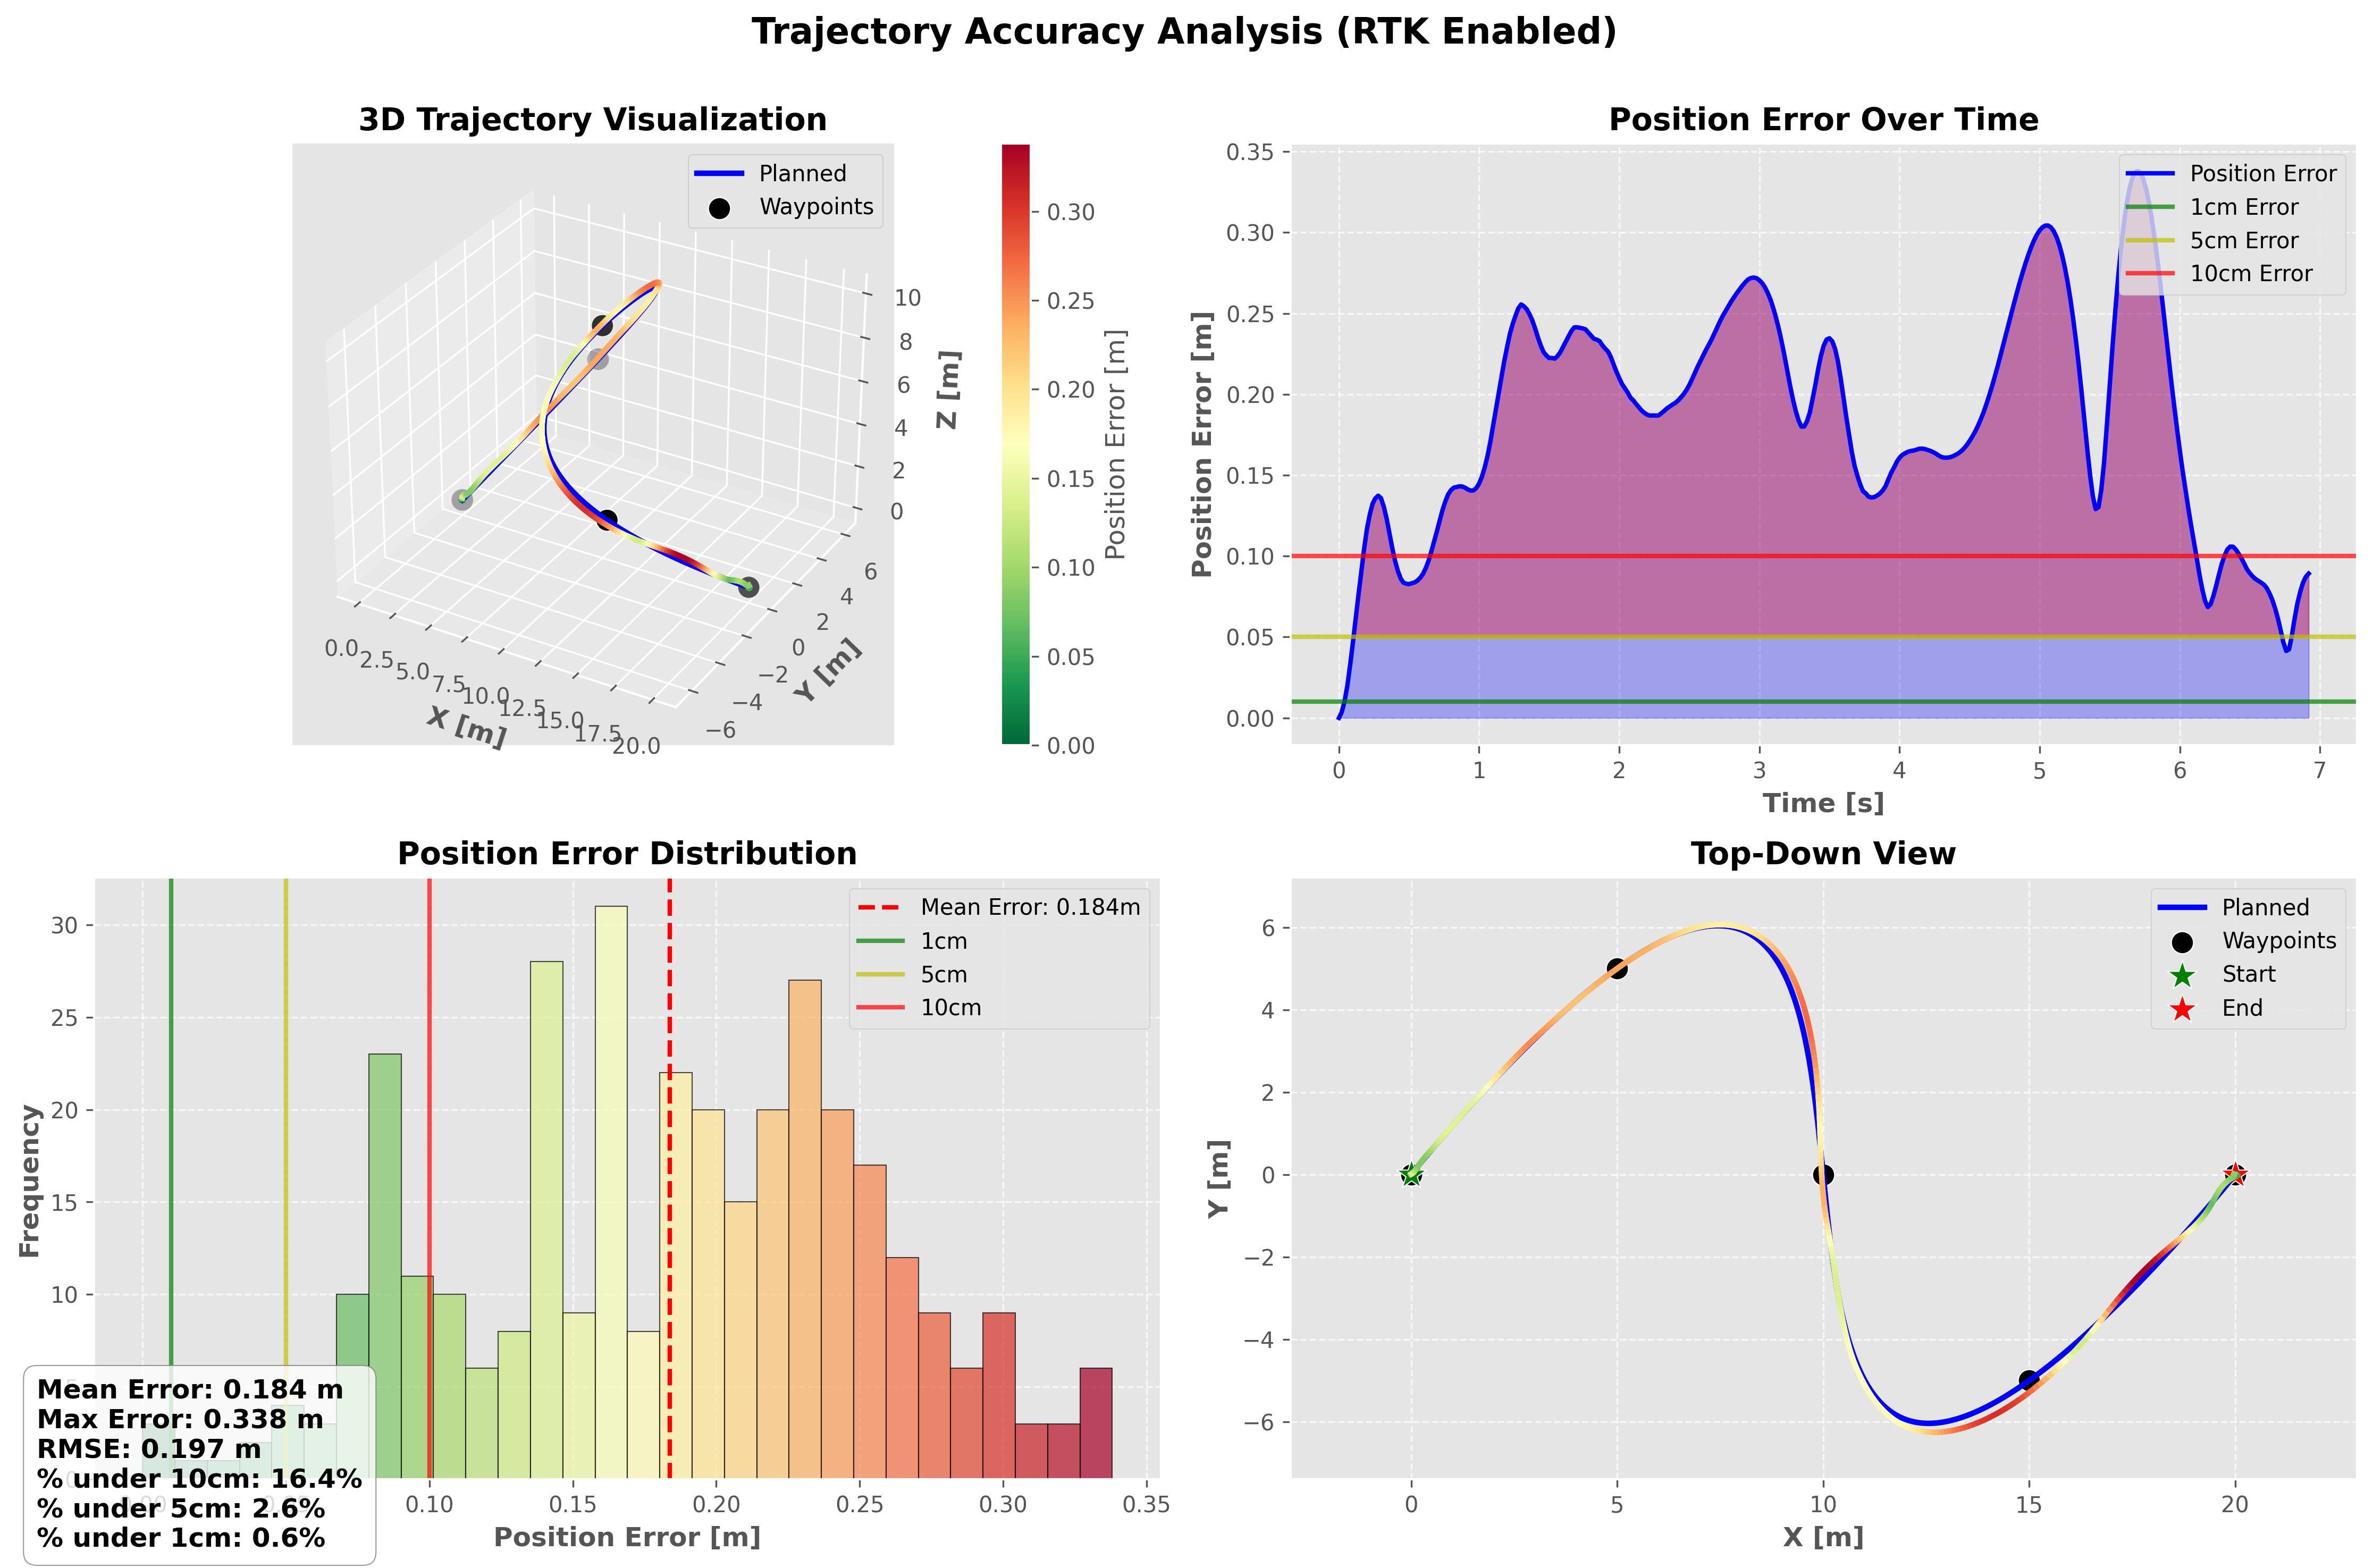 Trajectory Accuracy Analysis (RTK Enabled)
3D Trajectory Visualization
Planned
Waypoints
10
8
6
4
2
0
Z [m]
6
4
2
0
−2
−4
−6
Y [m]
0.0
2.5
5.0
7.5
10.0
12.5
15.0
17.5
20.0
X [m]
0.30
0.25
0.20
0.15
0.10
0.05
0.00
Position Error [m]
Position Error Over Time
Position Error
1cm Error
5cm Error
10cm Error
0.35
0.30
0.25
0.20
0.15
0.10
0.05
0.00
Position Error [m]
0
1
2
3
4
5
6
7
Time [s]
Position Error Distribution
Mean Error: 0.184m
1cm
5cm
10cm
30
25
20
15
10
Frequency
0.10
0.15
0.20
0.25
0.30
0.35
Position Error [m]
Mean Error: 0.184 m
Max Error: 0.338 m
RMSE: 0.197 m
% under 10cm: 16.4%
% under 5cm: 2.6%
% under 1cm: 0.6%
Top-Down View
Planned
Waypoints
Start
End
6
4
2
0
−2
−4
−6
Y [m]
0
5
10
15
20
X [m]